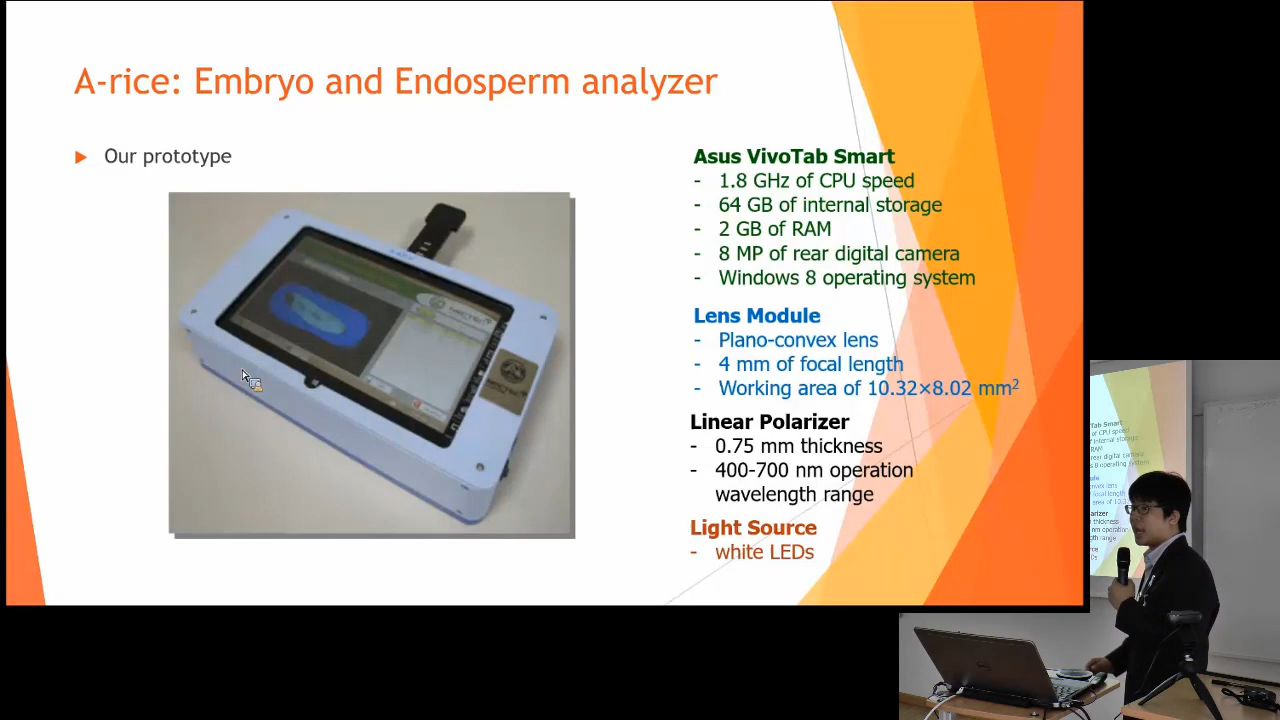 A-rice: Embryo and Endosperm analyzer
Our prototype
Asus VivoTab Smart
- 1.8 GHz of CPU speed
- 64 GB of internal storage
- 2 GB of RAM
- 8 MP of rear digital camera
- Windows 8 operating system
Lens Module
- Plano-convex lens
- 4 mm of focal length
- Working area of 10.32×8.02 mm²
Linear Polarizer
- 0.75 mm thickness
- 400-700 nm operation
wavelength range
Light Source
- white LEDs